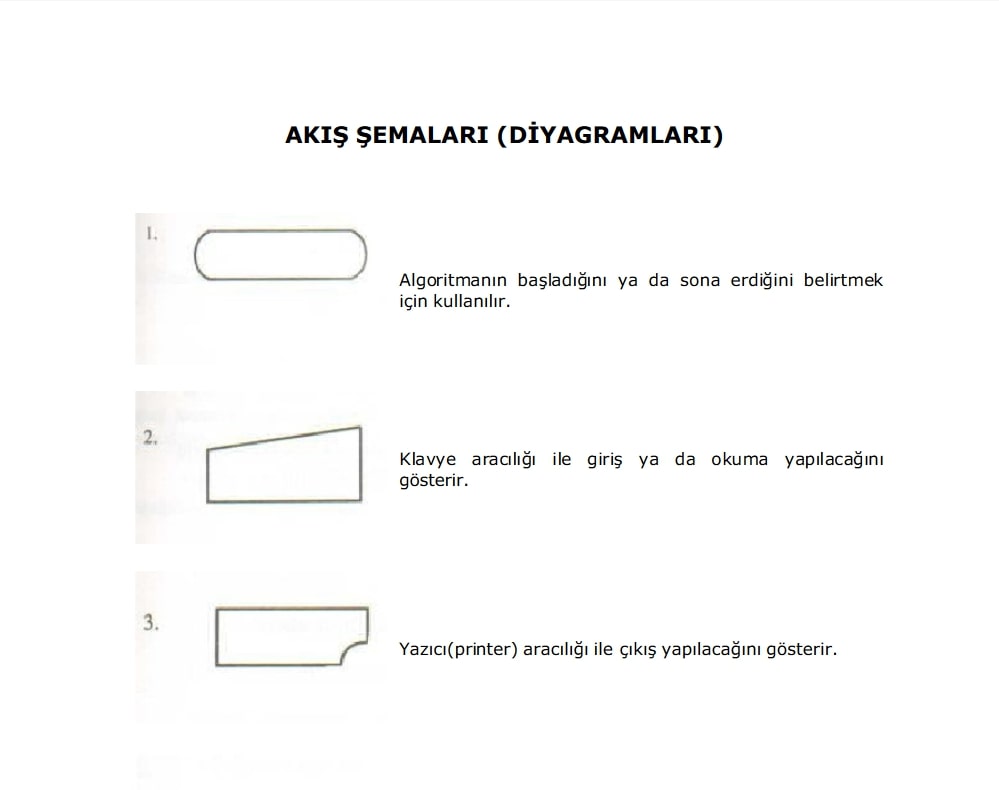 AKIŞ ŞEMALARI (DİYAGRAMLARI)
1.
Algoritmanın başladığını ya da sona erdiğini belirtmek
için kullanılır.
2.
Klavye aracılığı ile giriş ya da okuma yapılacağını
gösterir.
3.
Yazıcı(printer) aracılığı ile çıkış yapılacağını gösterir.